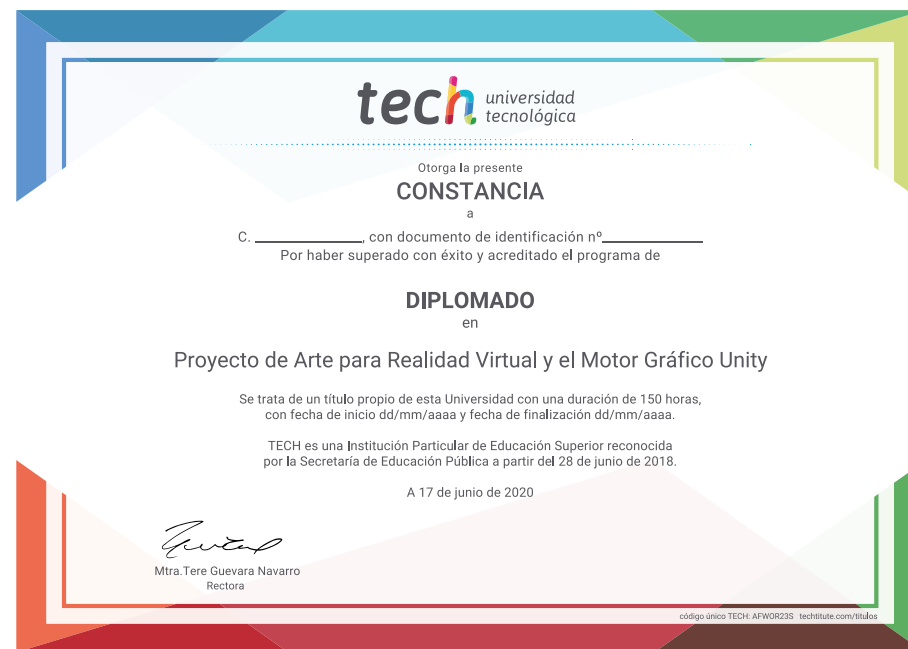 tech universidad
tecnológica
Otorga la presente
CONSTANCIA
a
C. ______________, con documento de identificación nº______________
Por haber superado con éxito y acreditado el programa de
DIPLOMADO
en
Proyecto de Arte para Realidad Virtual y el Motor Gráfico Unity
Se trata de un título propio de esta Universidad con una duración de 150 horas,
con fecha de inicio dd/mm/aaaa y fecha de finalización dd/mm/aaaa.
TECH es una Institución Particular de Educación Superior reconocida
por la Secretaría de Educación Pública a partir del 28 de junio de 2018.
A 17 de junio de 2020
Mtra.Tere Guevara Navarro
Rectora
código único TECH: AFWOR23S techtitute.com/titulos